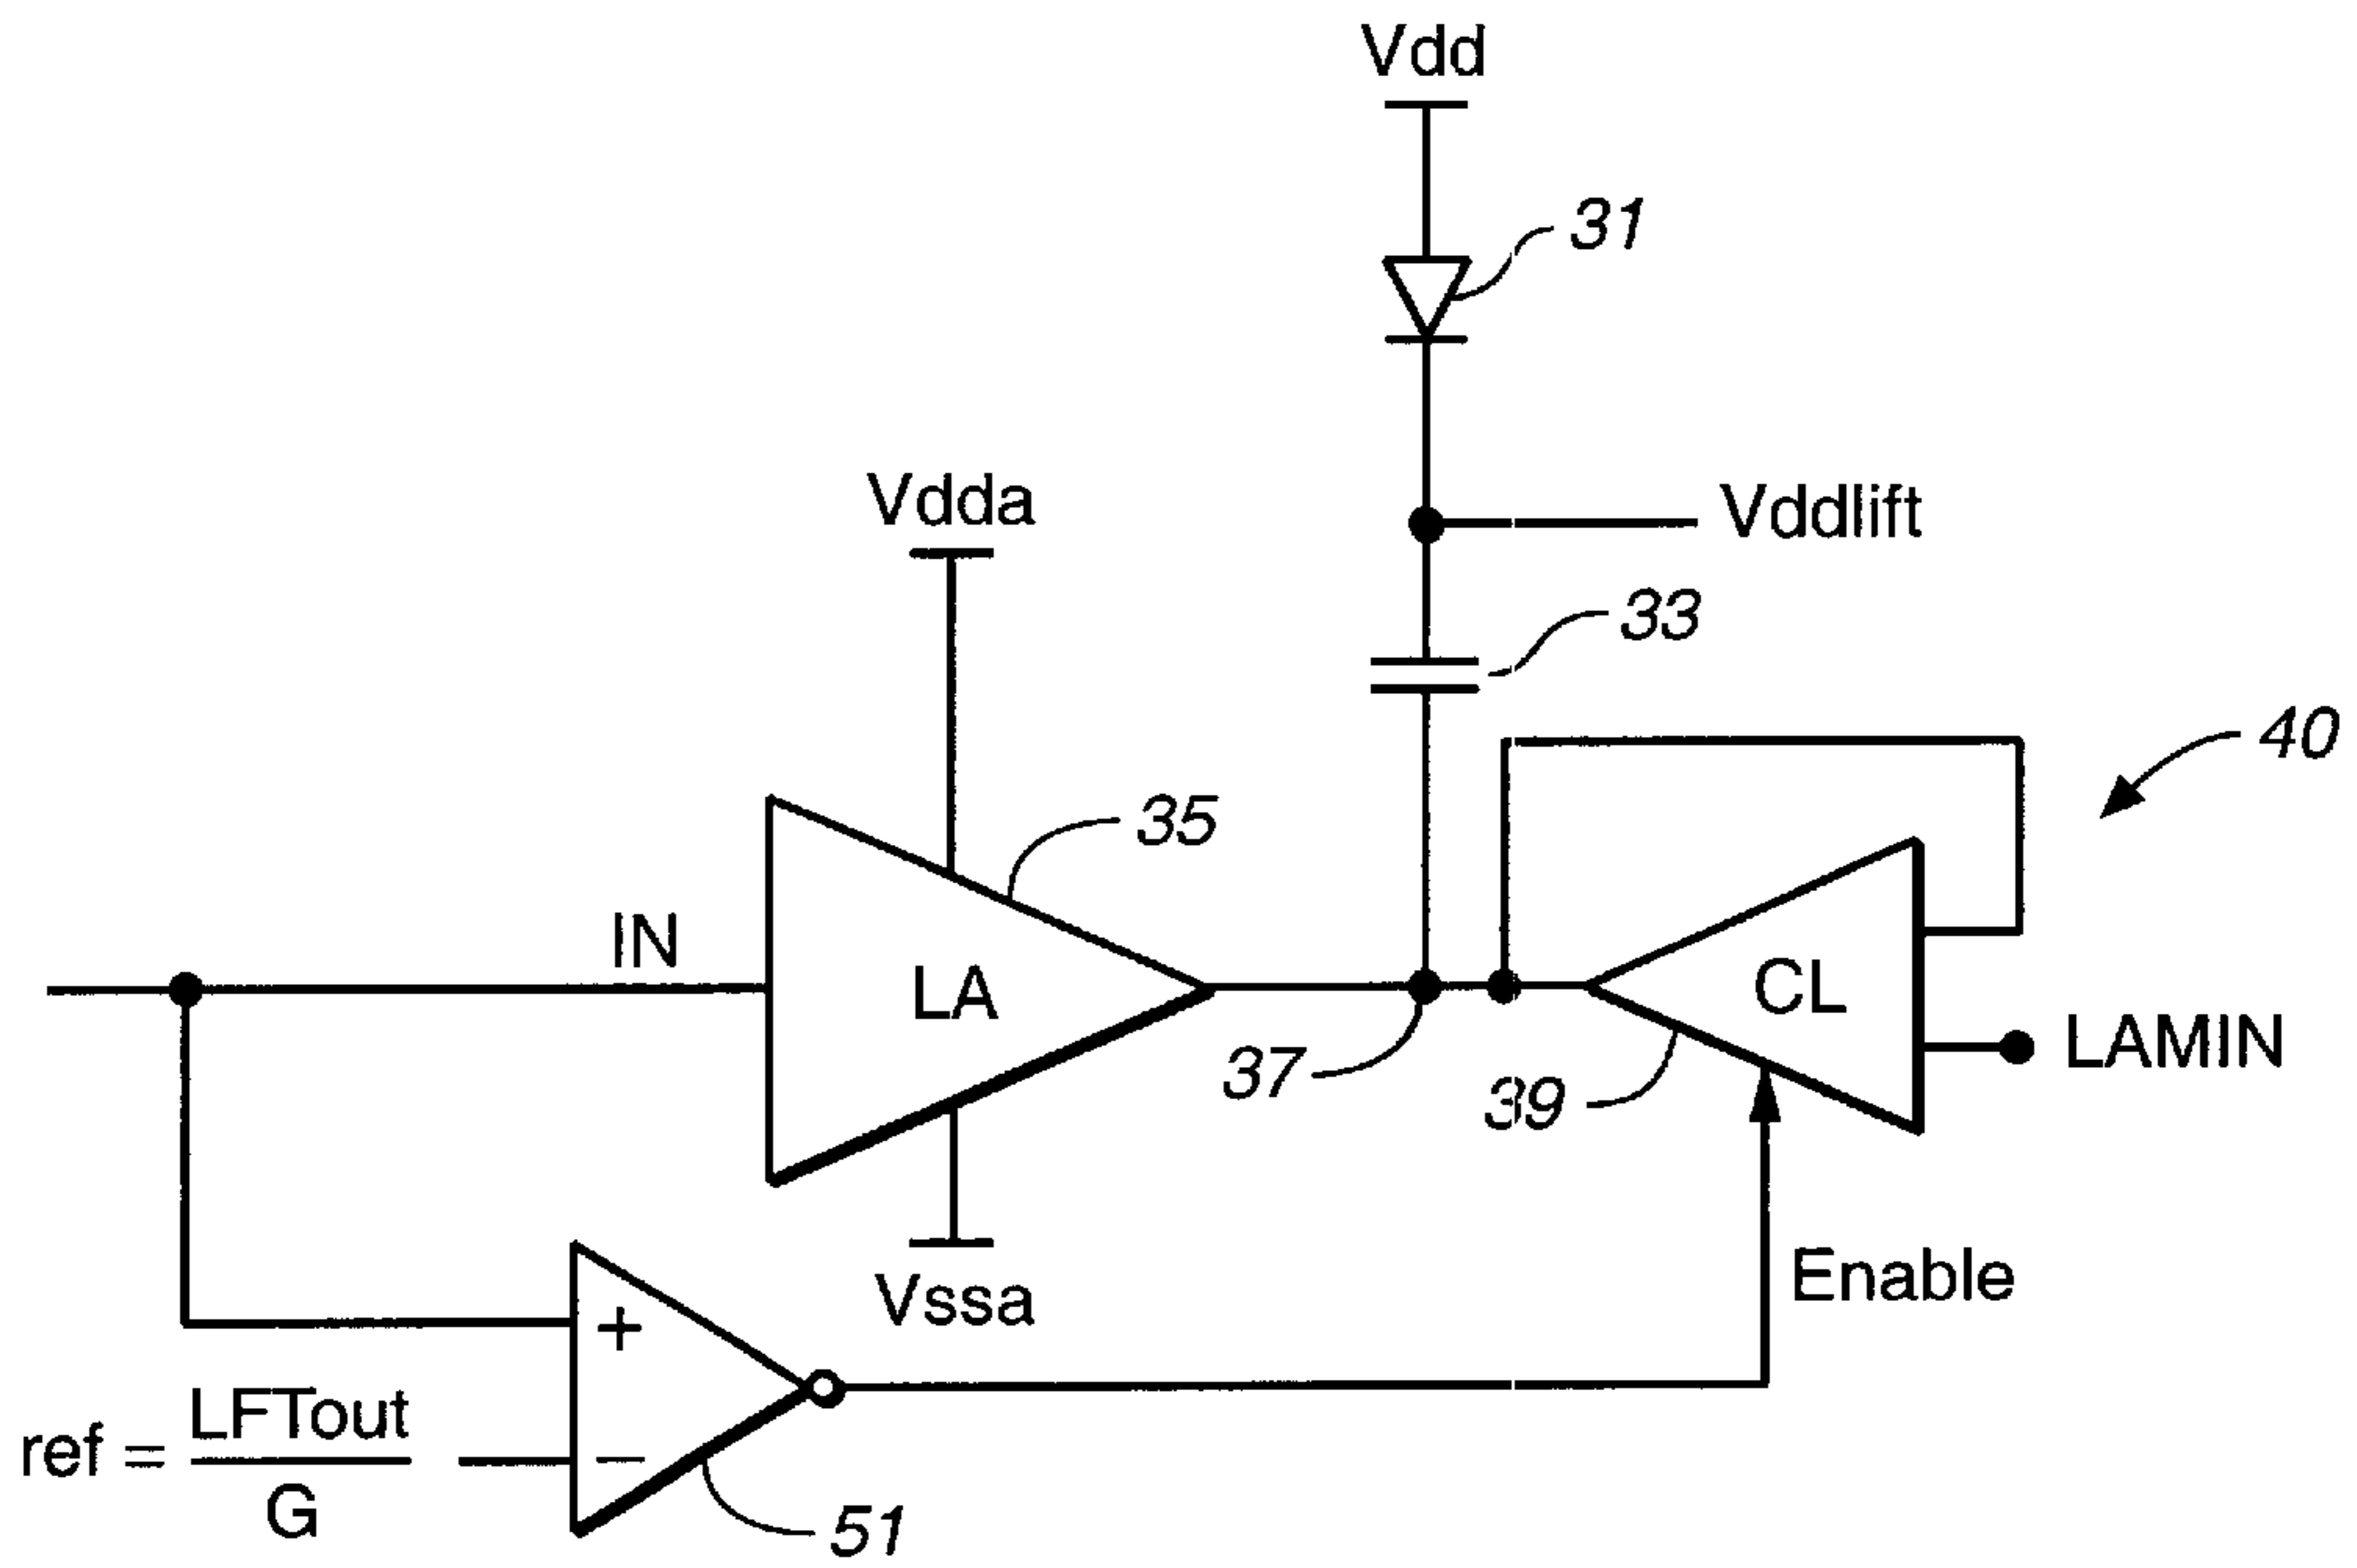 Vdd
31
Vdda
Vddlift
33
40
35
IN
LA
CL
37
39
LAMIN
Enable
Vssa
+
ref = LFTout
G
−
51